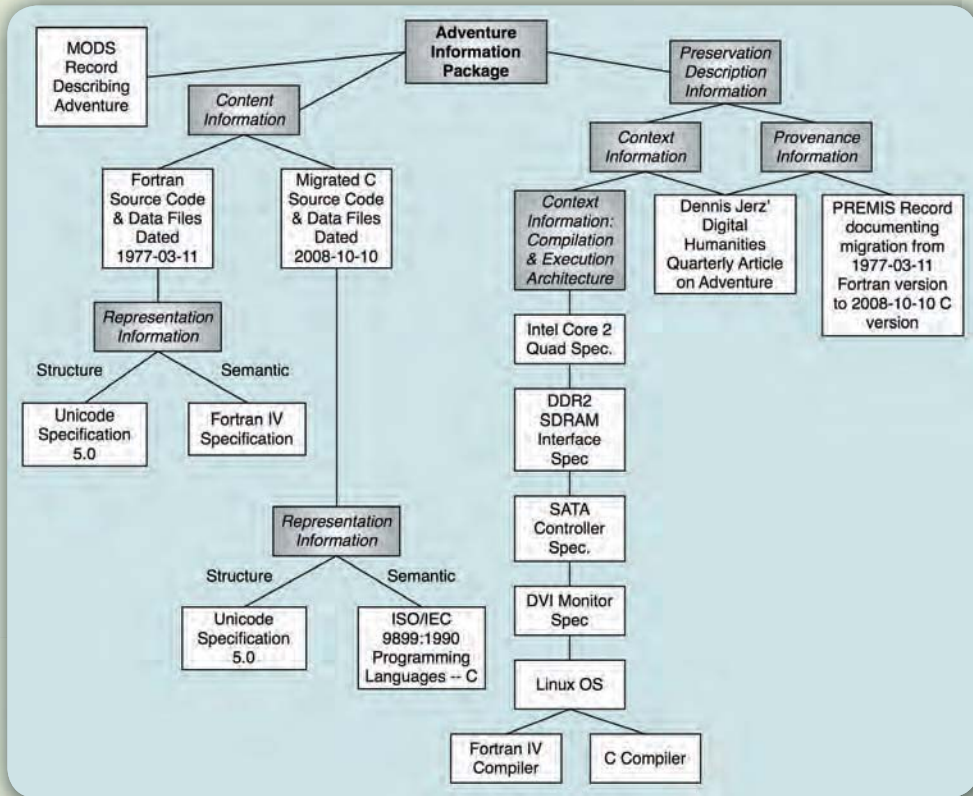 MODS
Record
Describing
Adventure
Adventure
Information
Package
Preservation
Description
Information
Content
Information
Context
Information
Provenance
Information
Fortran
Source Code
& Data Files
Dated
1977-03-11
Migrated C
Source Code
& Data Files
Dated
2008-10-10
Context
Information:
Compilation
& Execution
Architecture
Dennis Jerz'
Digital
Humanities
Quarterly Article
on Adventure
PREMIS Record
documenting
migration from
1977-03-11
Fortran version
to 2008-10-10 C
version
Representation
Information
Structure
Semantic
Unicode
Specification
5.0
Fortran IV
Specification
Intel Core 2
Quad Spec.
DDR2
SDRAM
Interface
Spec
SATA
Controller
Spec.
Representation
Information
Structure
Semantic
Unicode
Specification
5.0
ISO/IEC
9899:1990
Programming
Languages -- C
DVI Monitor
Spec
Linux OS
Fortran IV
Compiler
C Compiler